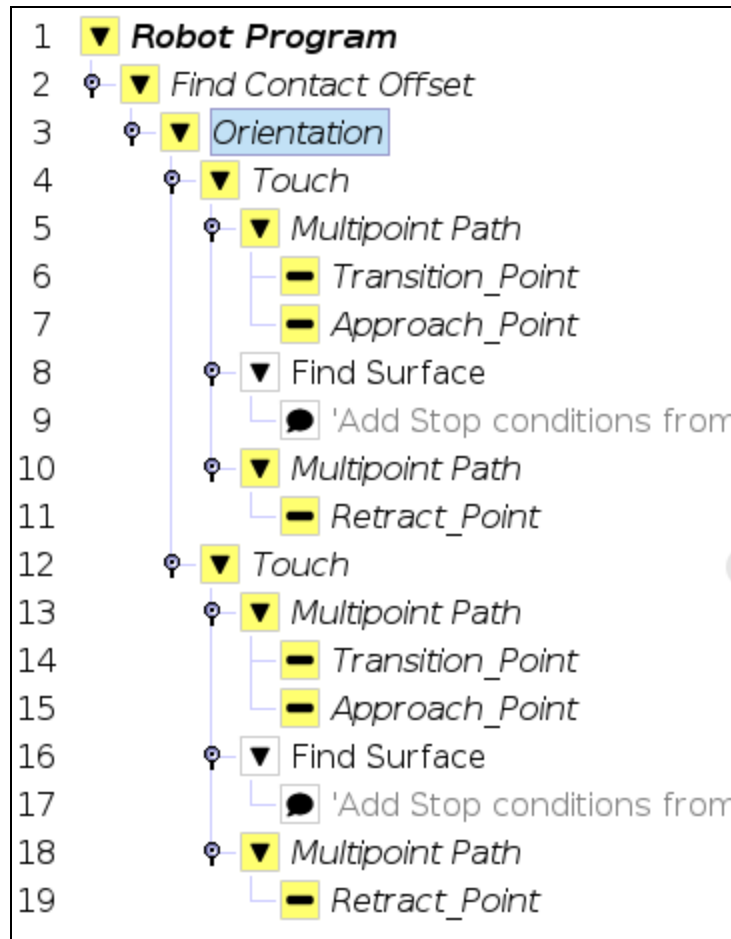 1 Robot Program
2 Find Contact Offset
3 Orientation
4 Touch
5 Multipoint Path
6 Transition_Point
7 Approach_Point
8 Find Surface
9 'Add Stop conditions from
10 Multipoint Path
11 Retract_Point
12 Touch
13 Multipoint Path
14 Transition_Point
15 Approach_Point
16 Find Surface
17 'Add Stop conditions from
18 Multipoint Path
19 Retract_Point